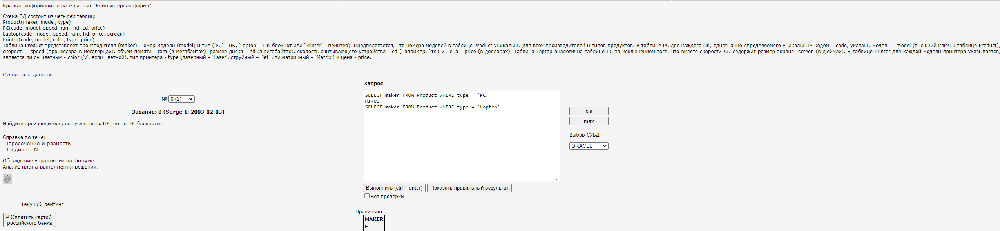 Краткая информация о базе данных "Компьютерная фирма"
Схема БД состоит из четырех таблиц:
Product(maker, model, type)
PC(code, model, speed, ram, hd, cd, price)
Laptop(code, model, speed, ram, hd, price, screen)
Printer(code, model, color, type, price)
Таблица Product представляет производителя (maker), номер модели (model) и тип ('PC' - ПК, 'Laptop' - ПК-блокнот или 'Printer' - принтер). Предполагается, что номера моделей в таблице Product уникальны для всех производителей и типов продуктов. В таблице PC для каждого ПК, однозначно определяемого уникальным кодом – code, указаны модель – model (внешний ключ к таблице Product),
скорость - speed (процессора в мегагерцах), объем памяти - ram (в мегабайтах), размер диска - hd (в гигабайтах), скорость считывающего устройства - cd (например, '4x') и цена - price (в долларах). Таблица Laptop аналогична таблице PC за исключением того, что вместо скорости CD содержит размер экрана -screen (в дюймах). В таблице Printer для каждой модели принтера указывается,
является ли он цветным - color ('y', если цветной), тип принтера - type (лазерный – 'Laser', струйный – 'Jet' или матричный – 'Matrix') и цена - price.
Схема базы данных
№ 8 (2)
Задание: 8 (Serge I: 2003-02-03)
Найдите производителя, выпускающего ПК, но не ПК-блокноты.
Справка по теме:
Пересечение и разность
Предикат IN
Обсуждение упражнения на форуме.
Анализ плана выполнения решения.
Текущий рейтинг
₽ Оплатить картой
российского банка
Запрос
SELECT maker FROM Product WHERE type = 'PC'
MINUS
SELECT maker FROM Product WHERE type = 'Laptop'
cls
max
Выбор СУБД
ORACLE
Выполнить (ctrl + enter) Показать правильный результат
Без проверки
Правильно
MAKER
E